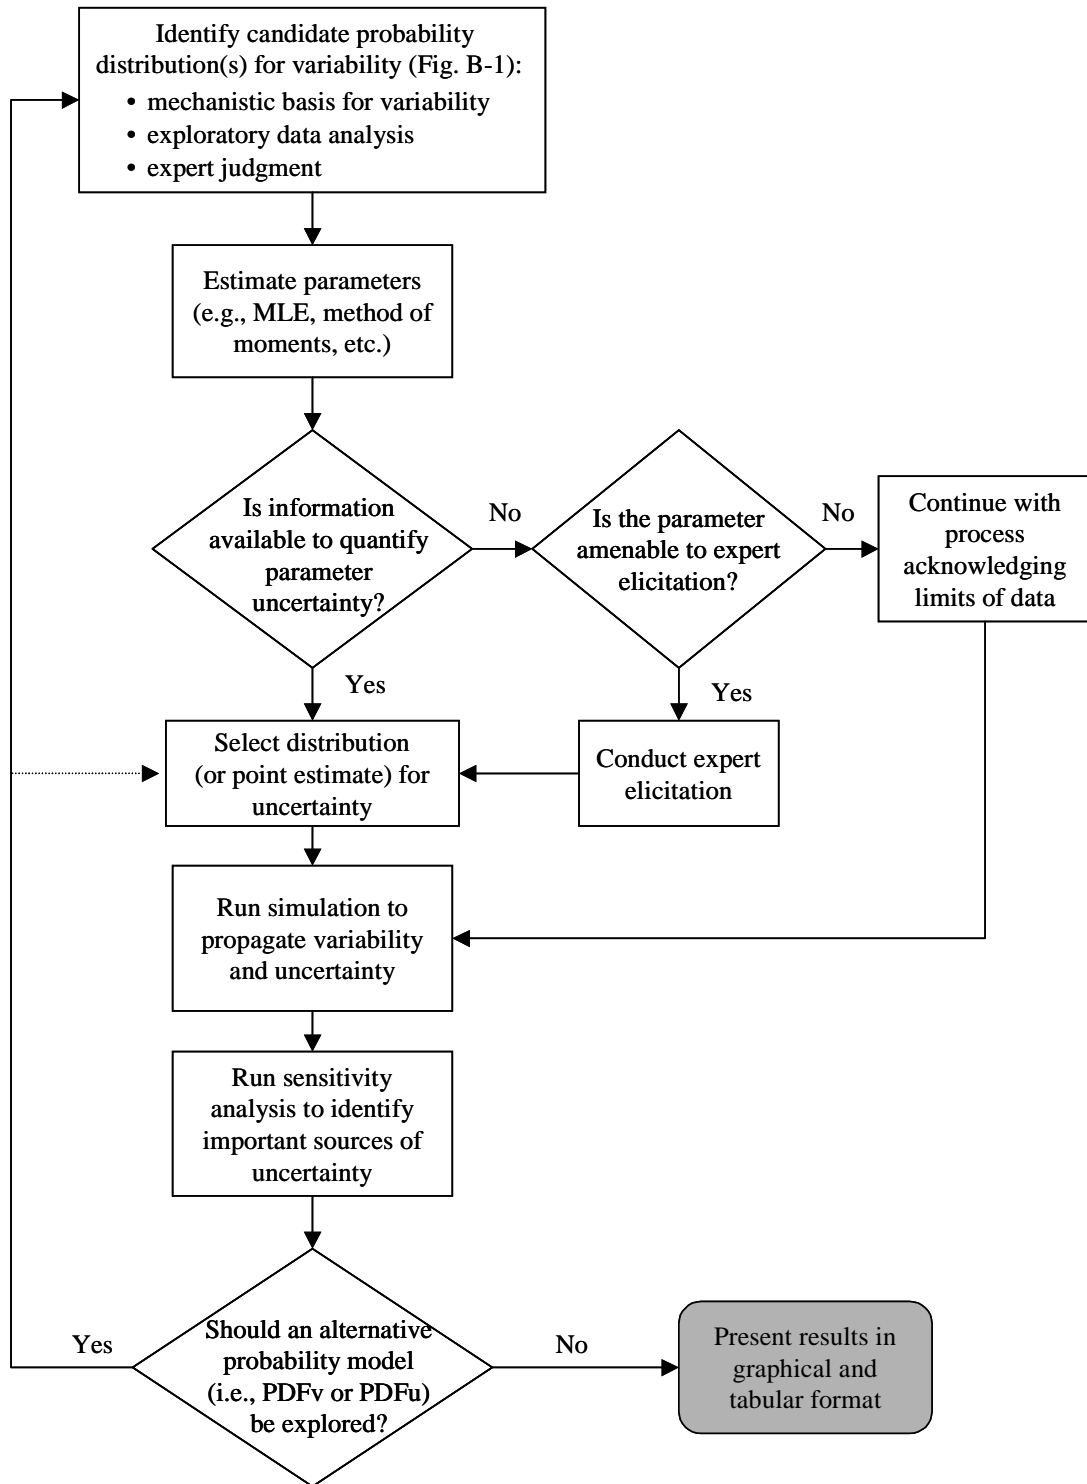 Identify candidate probability
distribution(s) for variability (Fig. B-1):
• mechanistic basis for variability
• exploratory data analysis
• expert judgment
Estimate parameters
(e.g., MLE, method of
moments, etc.)
Is information
available to quantify
parameter
uncertainty?
No
Is the parameter
amenable to expert
elicitation?
No
Continue with
process
acknowledging
limits of data
Yes
Yes
Select distribution
(or point estimate) for
uncertainty
Conduct expert
elicitation
Run simulation to
propagate variability
and uncertainty
Run sensitivity
analysis to identify
important sources of
uncertainty
Yes
Should an alternative
probability model
(i.e., PDFv or PDFu)
be explored?
No
Present results in
graphical and
tabular format